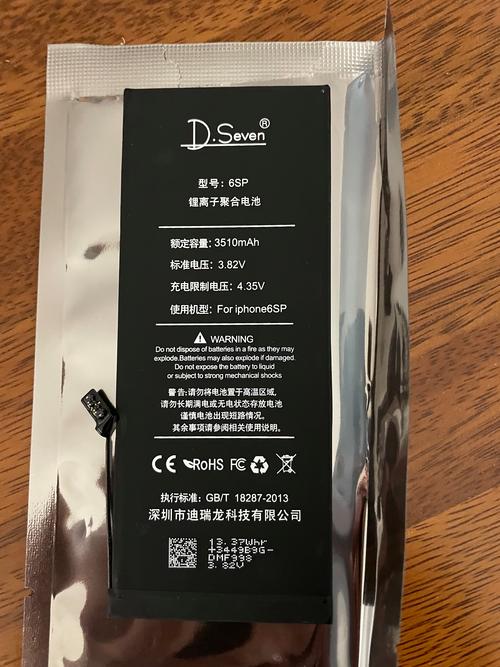 D.Seven®
型号：6SP
锂离子聚合电池
额定容量：3510mAh
标准电压：3.82V
充电限制电压：4.35V
使用机型：For iphone6SP
WARNING
Do not dispose of batteries in a fire as they may
explode.Batteries may also explode if damaged.
Do not expose the battery to liquid
or subject to strong mechanical shocks
警告:请勿将电池置于高温区域,
请勿长期满电或无电状态存放电池
谨慎电池出现短路情况。
其余事项请参阅相关使用说明。
CE RoHS FC
执行标准：GB/T 18287-2013
深圳市迪瑞龙科技有限公司
13.37Whr
+3449B9G-
DMF998
3.82V